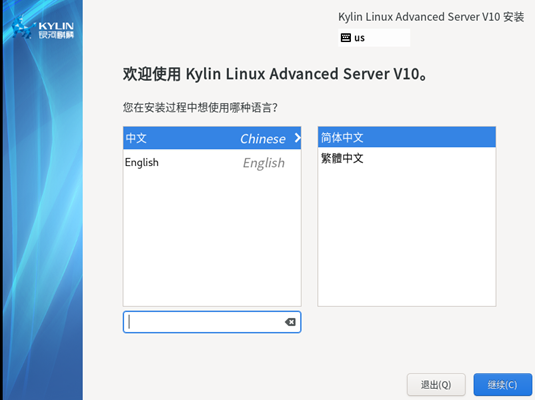 KYLIN
银河麒麟
Kylin Linux Advanced Server V10 安装
us
欢迎使用 Kylin Linux Advanced Server V10。
您在安装过程中想使用哪种语言?
中文 Chinese
English English
简体中文
繁體中文
退出(Q)
继续(C)